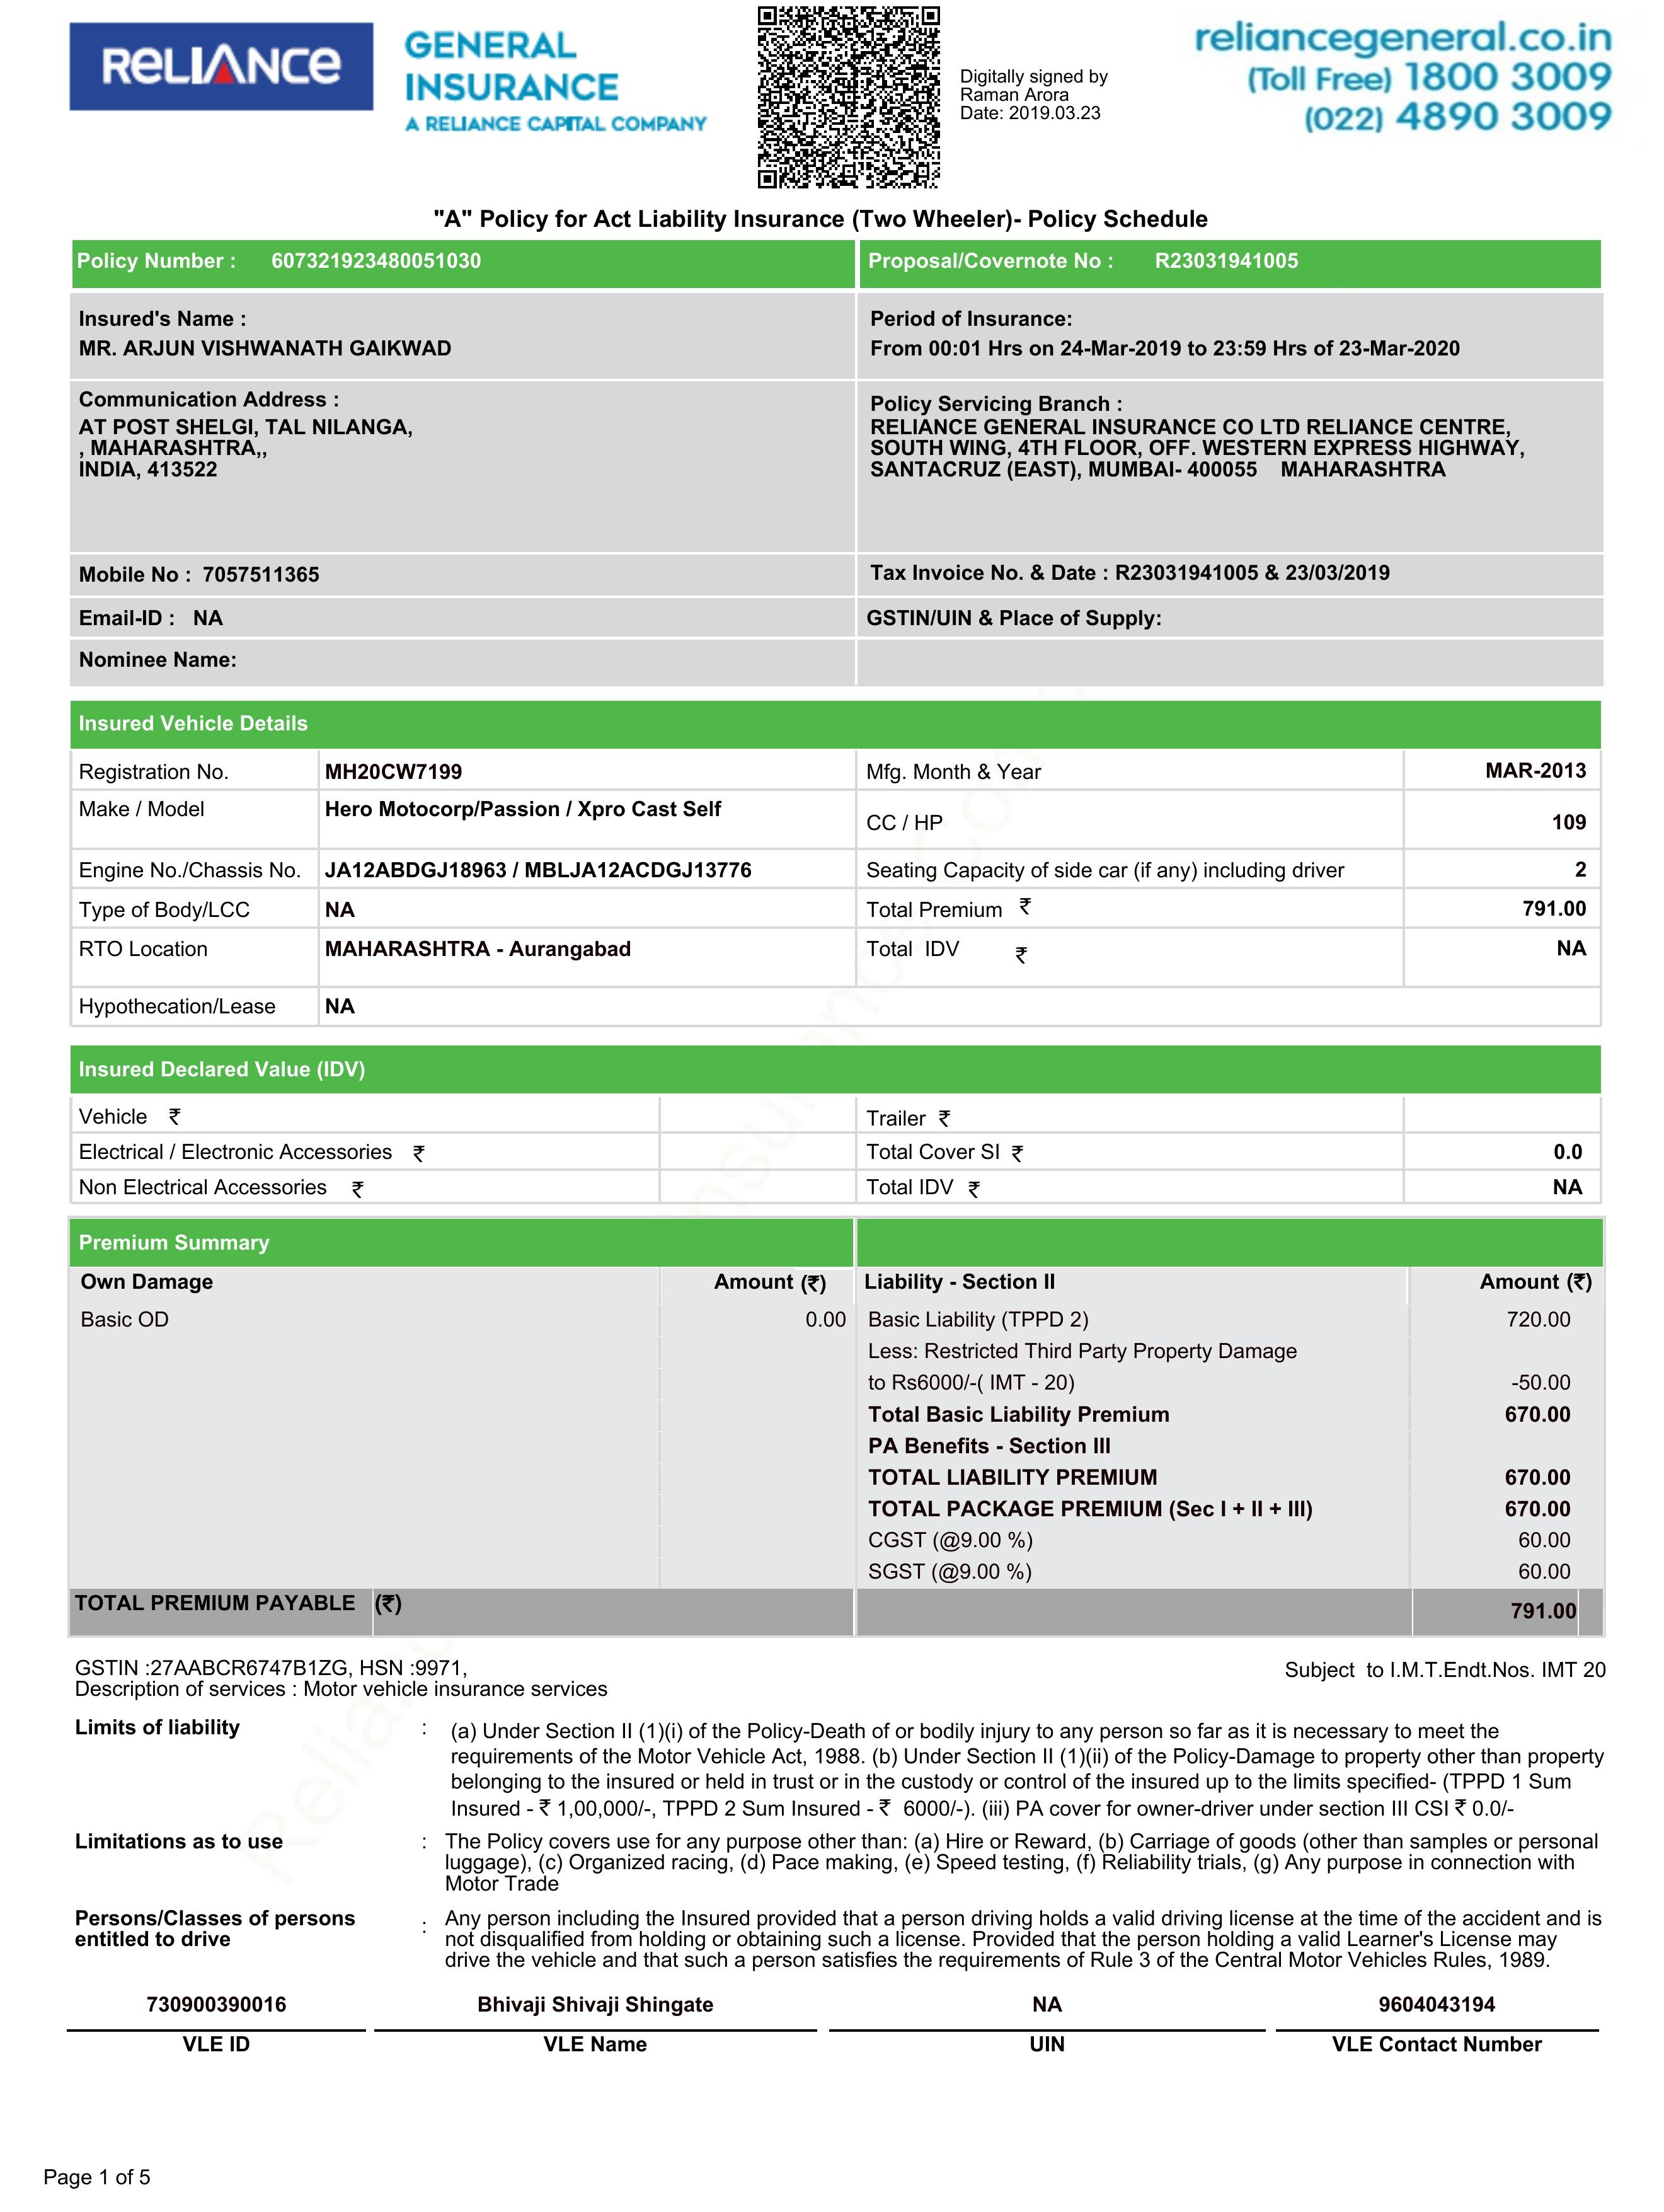 RELIANCE
GENERAL
INSURANCE
A RELIANCE CAPITAL COMPANY
Digitally signed by
Raman Arora
Date: 2019.03.23
reliancegeneral.co.in
(Toll Free) 1800 3009
(022) 4890 3009
"A" Policy for Act Liability Insurance (Two Wheeler)- Policy Schedule
Policy Number : 607321923480051030
Proposal/Covernote No : R23031941005
Insured's Name :
MR. ARJUN VISHWANATH GAIKWAD
Period of Insurance:
From 00:01 Hrs on 24-Mar-2019 to 23:59 Hrs of 23-Mar-2020
Communication Address :
AT POST SHELGI, TAL NILANGA,
, MAHARASHTRA,,
INDIA, 413522
Policy Servicing Branch :
RELIANCE GENERAL INSURANCE CO LTD RELIANCE CENTRE,
SOUTH WING, 4TH FLOOR, OFF. WESTERN EXPRESS HIGHWAY,
SANTACRUZ (EAST), MUMBAI- 400055 MAHARASHTRA
Mobile No : 7057511365
Tax Invoice No. & Date : R23031941005 & 23/03/2019
Email-ID : NA
GSTIN/UIN & Place of Supply:
Nominee Name:
Insured Vehicle Details
Registration No. MH20CW7199 Mfg. Month & Year MAR-2013
Make / Model Hero Motocorp/Passion / Xpro Cast Self CC / HP 109
Engine No./Chassis No. JA12ABDGJ18963 / MBLJA12ACDGJ13776 Seating Capacity of side car (if any) including driver 2
Type of Body/LCC NA Total Premium ₹ 791.00
RTO Location MAHARASHTRA - Aurangabad Total IDV ₹ NA
Hypothecation/Lease NA
Insured Declared Value (IDV)
Vehicle ₹ Trailer ₹
Electrical / Electronic Accessories ₹ Total Cover SI ₹ 0.0
Non Electrical Accessories ₹ Total IDV ₹ NA
Premium Summary
Own Damage Amount (₹) Liability - Section II Amount (₹)
Basic OD 0.00 Basic Liability (TPPD 2) 720.00
Less: Restricted Third Party Property Damage
to Rs6000/-( IMT - 20) -50.00
Total Basic Liability Premium 670.00
PA Benefits - Section III
TOTAL LIABILITY PREMIUM 670.00
TOTAL PACKAGE PREMIUM (Sec I + II + III) 670.00
CGST (@9.00 %) 60.00
SGST (@9.00 %) 60.00
TOTAL PREMIUM PAYABLE (₹) 791.00
GSTIN :27AABCR6747B1ZG, HSN :9971,
Description of services : Motor vehicle insurance services
Subject to I.M.T.Endt.Nos. IMT 20
Limits of liability : (a) Under Section II (1)(i) of the Policy-Death of or bodily injury to any person so far as it is necessary to meet the
requirements of the Motor Vehicle Act, 1988. (b) Under Section II (1)(ii) of the Policy-Damage to property other than property
belonging to the insured or held in trust or in the custody or control of the insured up to the limits specified- (TPPD 1 Sum
Insured - ₹ 1,00,000/-, TPPD 2 Sum Insured - ₹ 6000/-). (iii) PA cover for owner-driver under section III CSI ₹ 0.0/-
Limitations as to use : The Policy covers use for any purpose other than: (a) Hire or Reward, (b) Carriage of goods (other than samples or personal
luggage), (c) Organized racing, (d) Pace making, (e) Speed testing, (f) Reliability trials, (g) Any purpose in connection with
Motor Trade
Persons/Classes of persons
entitled to drive
: Any person including the Insured provided that a person driving holds a valid driving license at the time of the accident and is
not disqualified from holding or obtaining such a license. Provided that the person holding a valid Learner's License may
drive the vehicle and that such a person satisfies the requirements of Rule 3 of the Central Motor Vehicles Rules, 1989.
730900390016 Bhivaji Shivaji Shingate NA 9604043194
VLE ID VLE Name UIN VLE Contact Number
Page 1 of 5